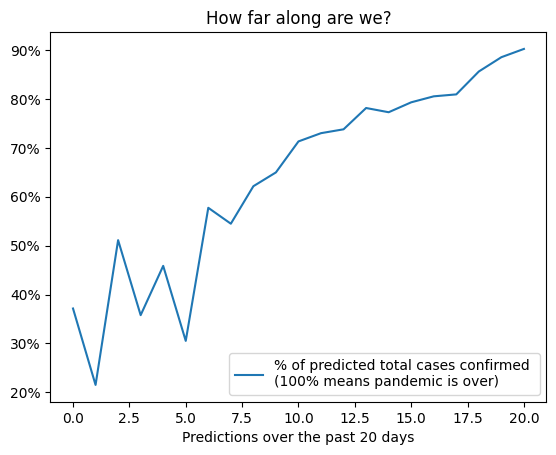 How far along are we?
90%
80%
70%
60%
50%
40%
30%
20%
% of predicted total cases confirmed
(100% means pandemic is over)
0.0 2.5 5.0 7.5 10.0 12.5 15.0 17.5 20.0
Predictions over the past 20 days